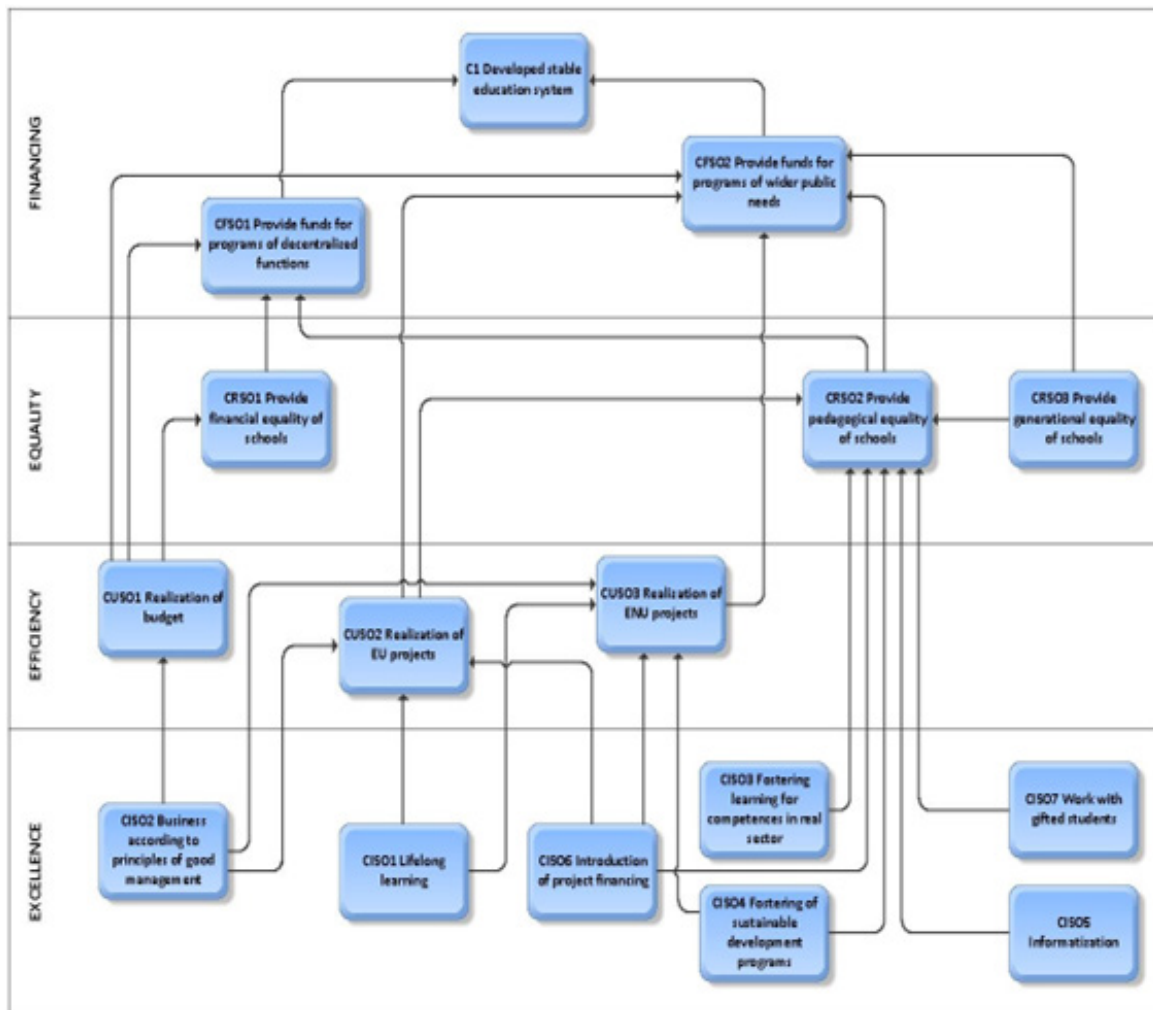 FINANCING
C1 Developed stable
education system
CFSO2 Provide funds for
programs of wider public
needs
CFSO1 Provide funds for
programs of decentralized
functions
EQUALITY
CRSO1 Provide
financial equality of
schools
CRSO2 Provide
pedagogical equality
of schools
CRSO3 Provide
generational equality
of schools
EFFICIENCY
CUSO1 Realization of
budget
CUSO2 Realization of
EU projects
CUSO3 Realization of
ENU projects
EXCELLENCE
CISO2 Business
according to
principles of good
management
CISO1 Lifelong
learning
CISO6 Introduction
of project financing
CISO3 Fostering
learning for
competences in real
sector
CISO4 Fostering of
sustainable
development
programs
CISO7 Work with
gifted students
CISO5
Informatization